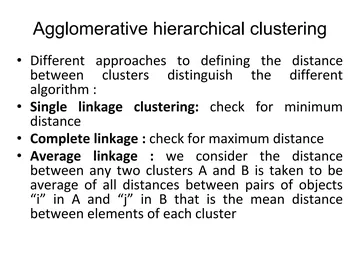 Agglomerative hierarchical clustering
• Different approaches to defining the distance
between clusters distinguish the different
algorithm :
• Single linkage clustering: check for minimum
distance
• Complete linkage : check for maximum distance
• Average linkage : we consider the distance
between any two clusters A and B is taken to be
average of all distances between pairs of objects
“i” in A and “j” in B that is the mean distance
between elements of each cluster